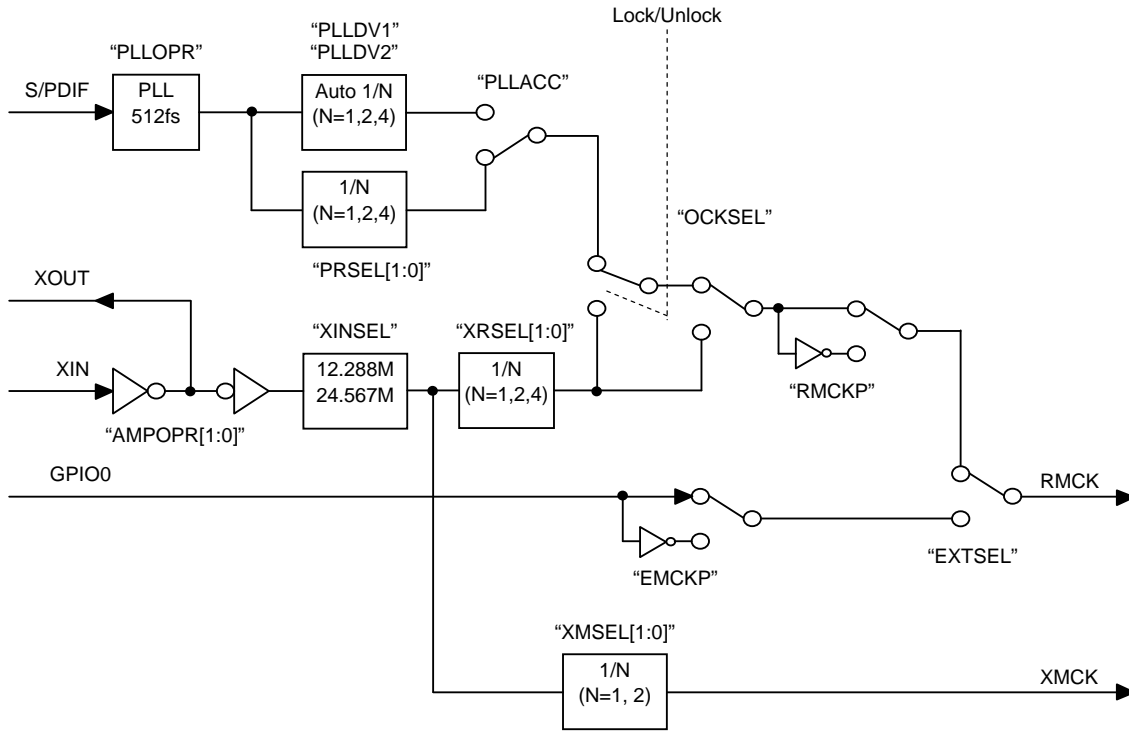 Lock/Unlock
“PLLDV1”
“PLLDV2”
“PLLOPR”
“PLLACC”
S/PDIF
PLL
512fs
Auto 1/N
(N=1,2,4)
1/N
(N=1,2,4)
“OCKSEL”
“PRSEL[1:0]”
XOUT
“XINSEL”
“XRSEL[1:0]”
XIN
12.288M
24.567M
1/N
(N=1,2,4)
“RMCKP”
“AMPOPR[1:0]”
GPIO0
RMCK
“EMCKP”
“EXTSEL”
“XMSEL[1:0]”
1/N
(N=1, 2)
XMCK